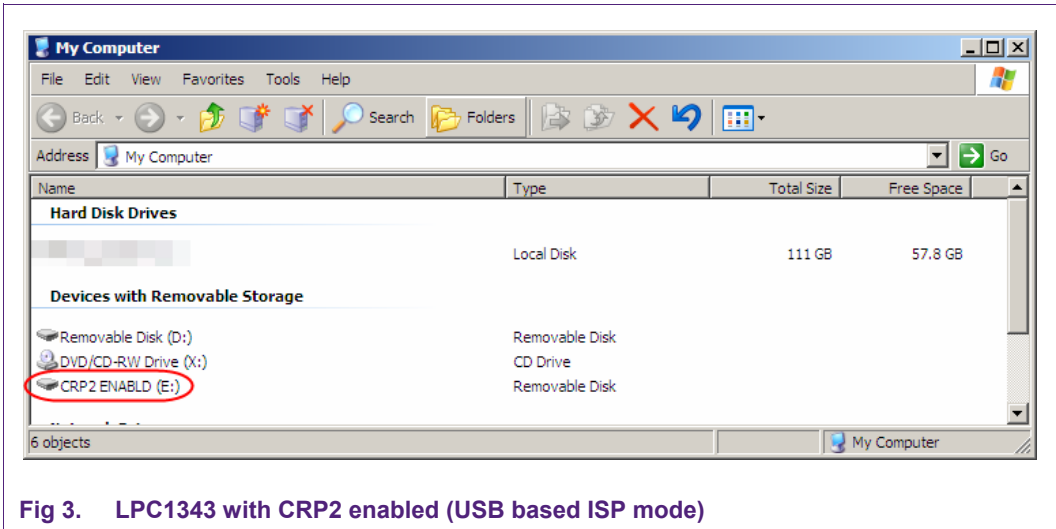 My Computer
File Edit View Favorites Tools Help
Back Search Folders
Address My Computer Go
Name Type Total Size Free Space
Hard Disk Drives
Local Disk 111 GB 57.8 GB
Devices with Removable Storage
Removable Disk (D:) Removable Disk
DVD/CD-RW Drive (X:) CD Drive
CRP2 ENABLD (E:) Removable Disk
6 objects My Computer
Fig 3. LPC1343 with CRP2 enabled (USB based ISP mode)